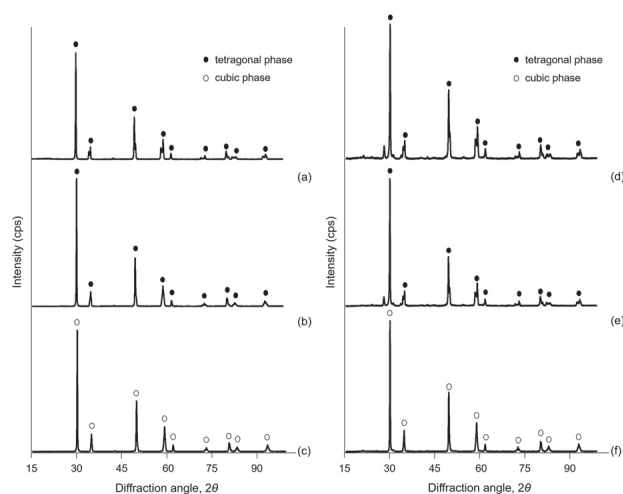 tetragonal phase
cubic phase
(a)
(b)
(c)
Intensity (cps)
15 30 45 60 75 90
Diffraction angle, 2θ
tetragonal phase
cubic phase
(d)
(e)
(f)
Intensity (cps)
15 30 45 60 75 90
Diffraction angle, 2θ